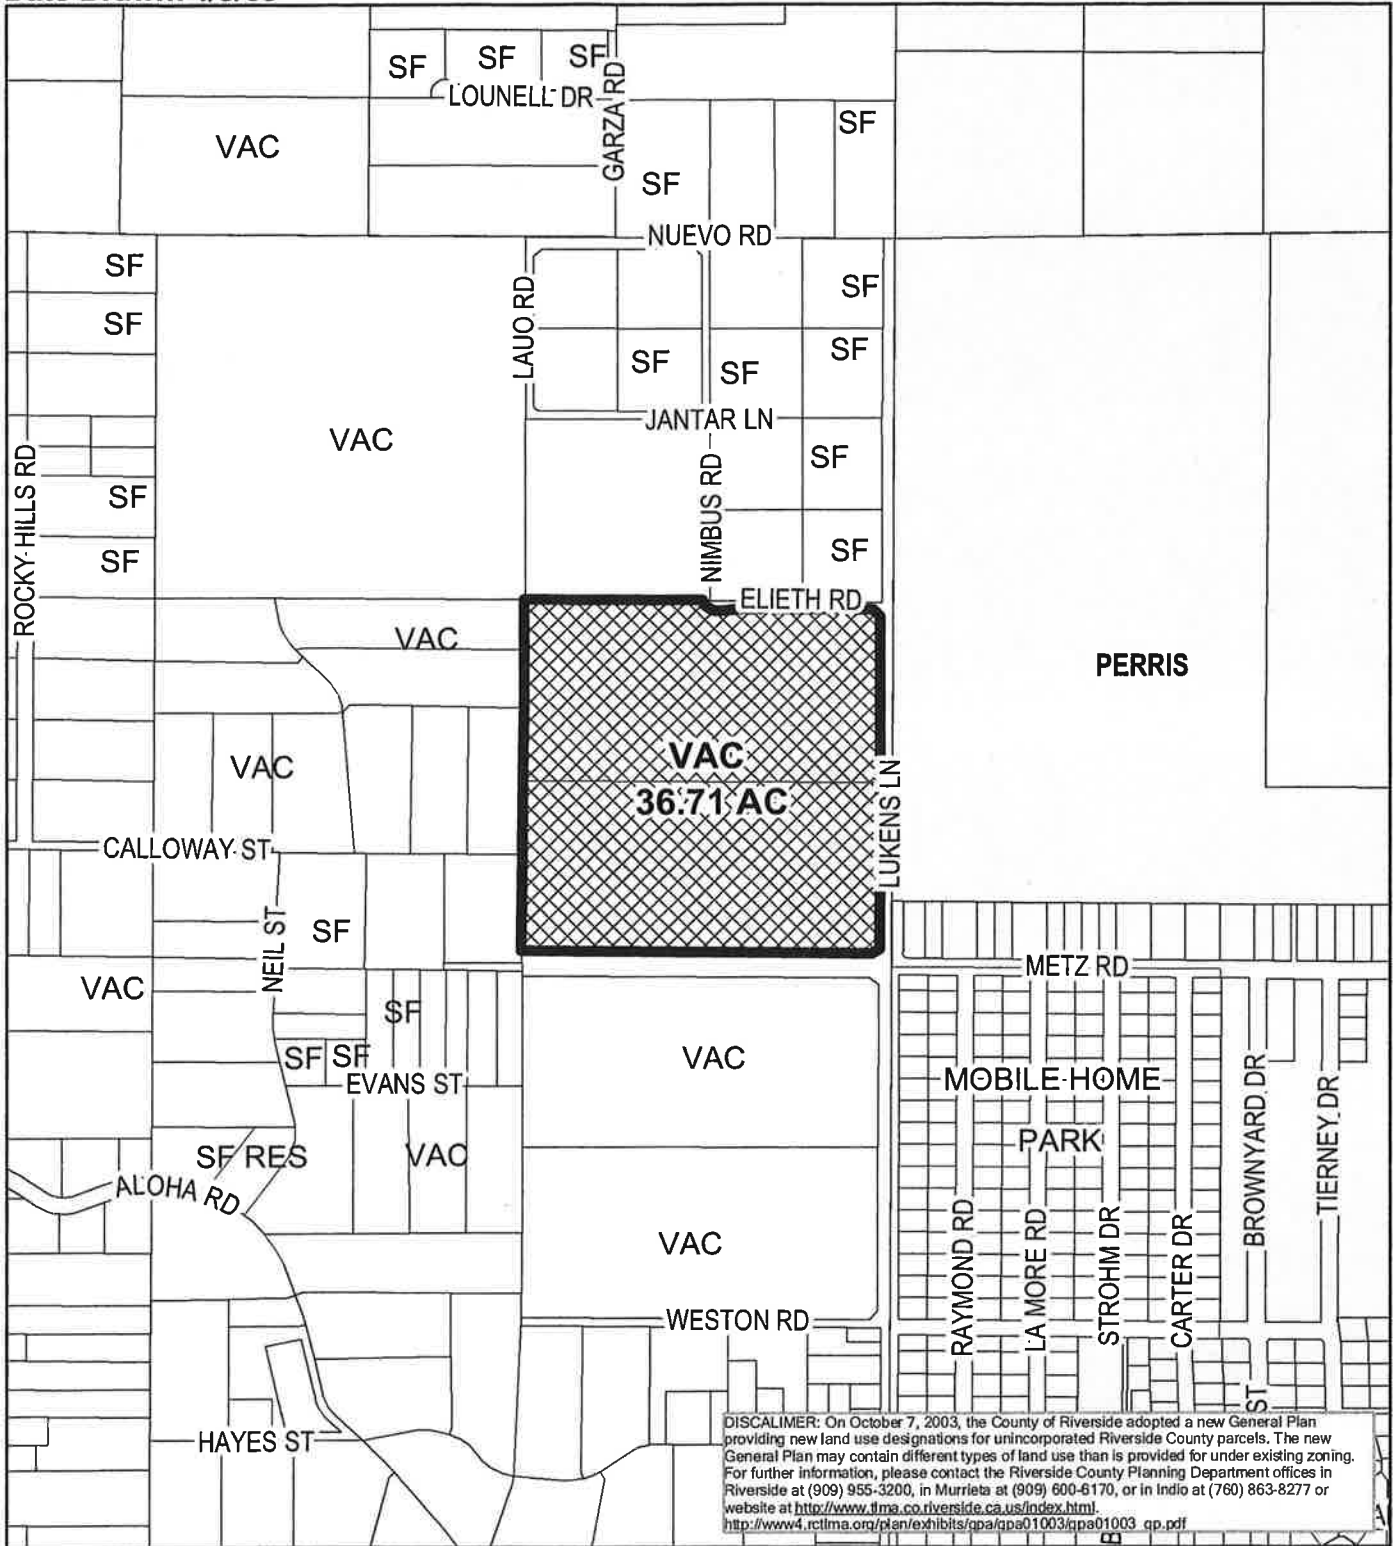 SF
SF
SF
LOUNELL DR
GARZA RD
SF
VAC
SF
NUEVO RD
SF
SF
LAUO RD
SF
SF
SF
SF
JANTAR LN
VAC
ROCKY HILLS RD
SF
NIMBUS RD
SF
SF
SF
ELIETH RD
VAC
PERRIS
VAC
VAC
36.71 AC
LUKENS LN
CALLOWAY ST
NEIL ST
SF
METZ RD
VAC
SF
SF
SF
EVANS ST
VAC
MOBILE HOME
PARK
BROWNYARD DR
TIERNEY DR
SF RES
VAC
ALOHA RD
VAC
RAYMOND RD
LA MORE RD
STROHM DR
CARTER DR
WESTON RD
ST
HAYES ST
DISCALIMER: On October 7, 2003, the County of Riverside adopted a new General Plan
providing new land use designations for unincorporated Riverside County parcels. The new
General Plan may contain different types of land use than is provided for under existing zoning.
For further information, please contact the Riverside County Planning Department offices in
Riverside at (909) 955-3200, in Murrieta at (909) 600-6170, or in Indio at (760) 863-8277 or
website at http://www.tlma.co.riverside.ca.us/index.html.
http://www4.rctlma.org/plan/exhibits/gpa/gpa01003/gpa01003_gp.pdf